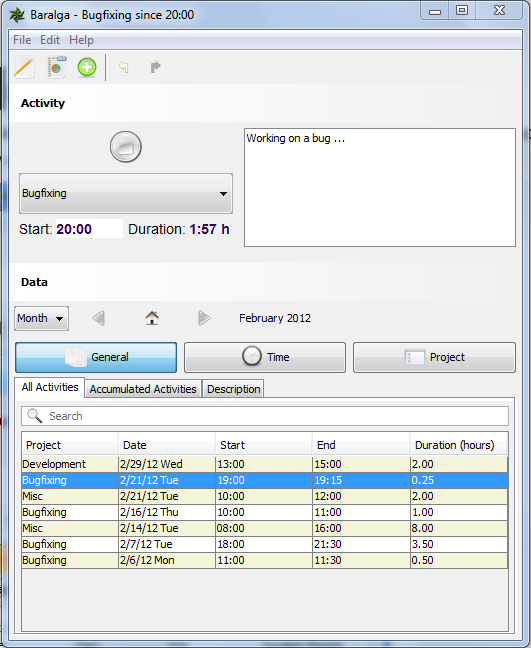 Baralga - Bugfixing since 20:00
File Edit Help
Activity
Working on a bug ...
Bugfixing
Start: 20:00 Duration: 1:57 h
Data
Month February 2012
General Time Project
All Activities Accumulated Activities Description
Search
Project Date Start End Duration (hours)
Development 2/29/12 Wed 13:00 15:00 2.00
Bugfixing 2/21/12 Tue 19:00 19:15 0.25
Misc 2/21/12 Tue 10:00 12:00 2.00
Bugfixing 2/16/12 Thu 10:00 11:00 1.00
Misc 2/14/12 Tue 08:00 16:00 8.00
Bugfixing 2/7/12 Tue 18:00 21:30 3.50
Bugfixing 2/6/12 Mon 11:00 11:30 0.50